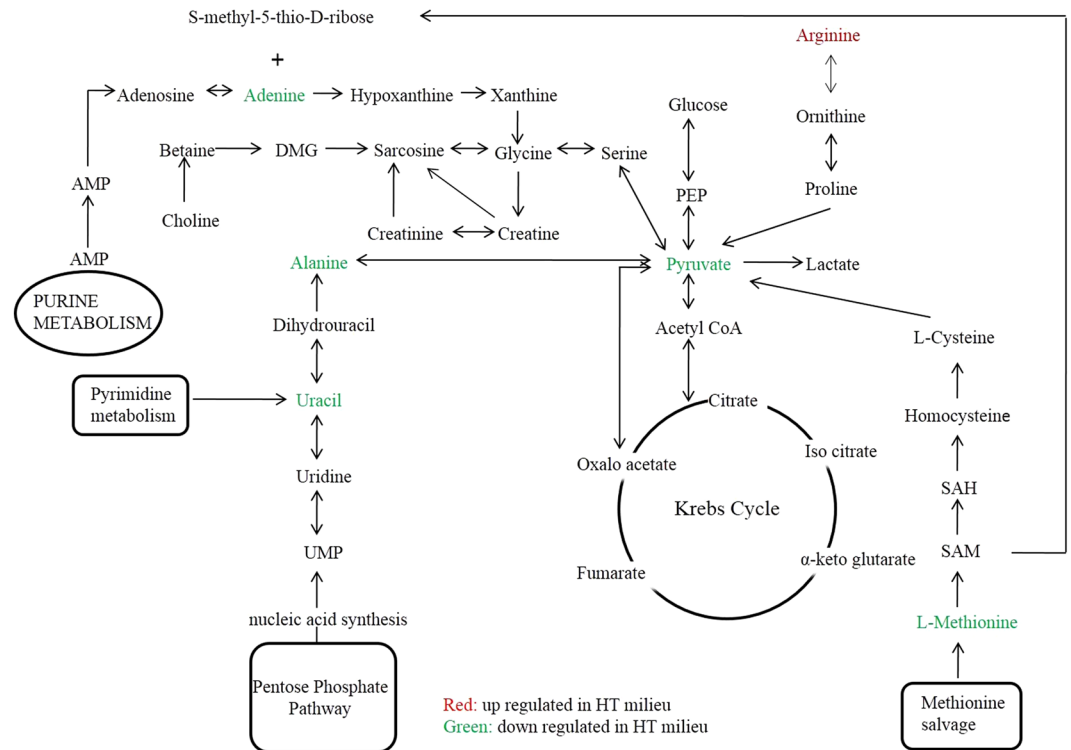 S-methyl-5-thio-D-ribose
Arginine
+
Adenosine
Adenine
Hypoxanthine
Xanthine
Glucose
Ornithine
Betaine
DMG
Sarcosine
Glycine
Serine
AMP
PEP
Proline
Choline
Creatinine
Creatine
AMP
Alanine
Pyruvate
Lactate
PURINE
METABOLISM
Dihydrouracil
Acetyl CoA
L-Cysteine
Pyrimidine
metabolism
Uracil
Citrate
Homocysteine
Iso citrate
Oxalo acetate
Uridine
SAH
Krebs Cycle
UMP
SAM
α-keto glutarate
Fumarate
nucleic acid synthesis
L-Methionine
Pentose Phosphate
Pathway
Red: up regulated in HT milieu
Green: down regulated in HT milieu
Methionine
salvage